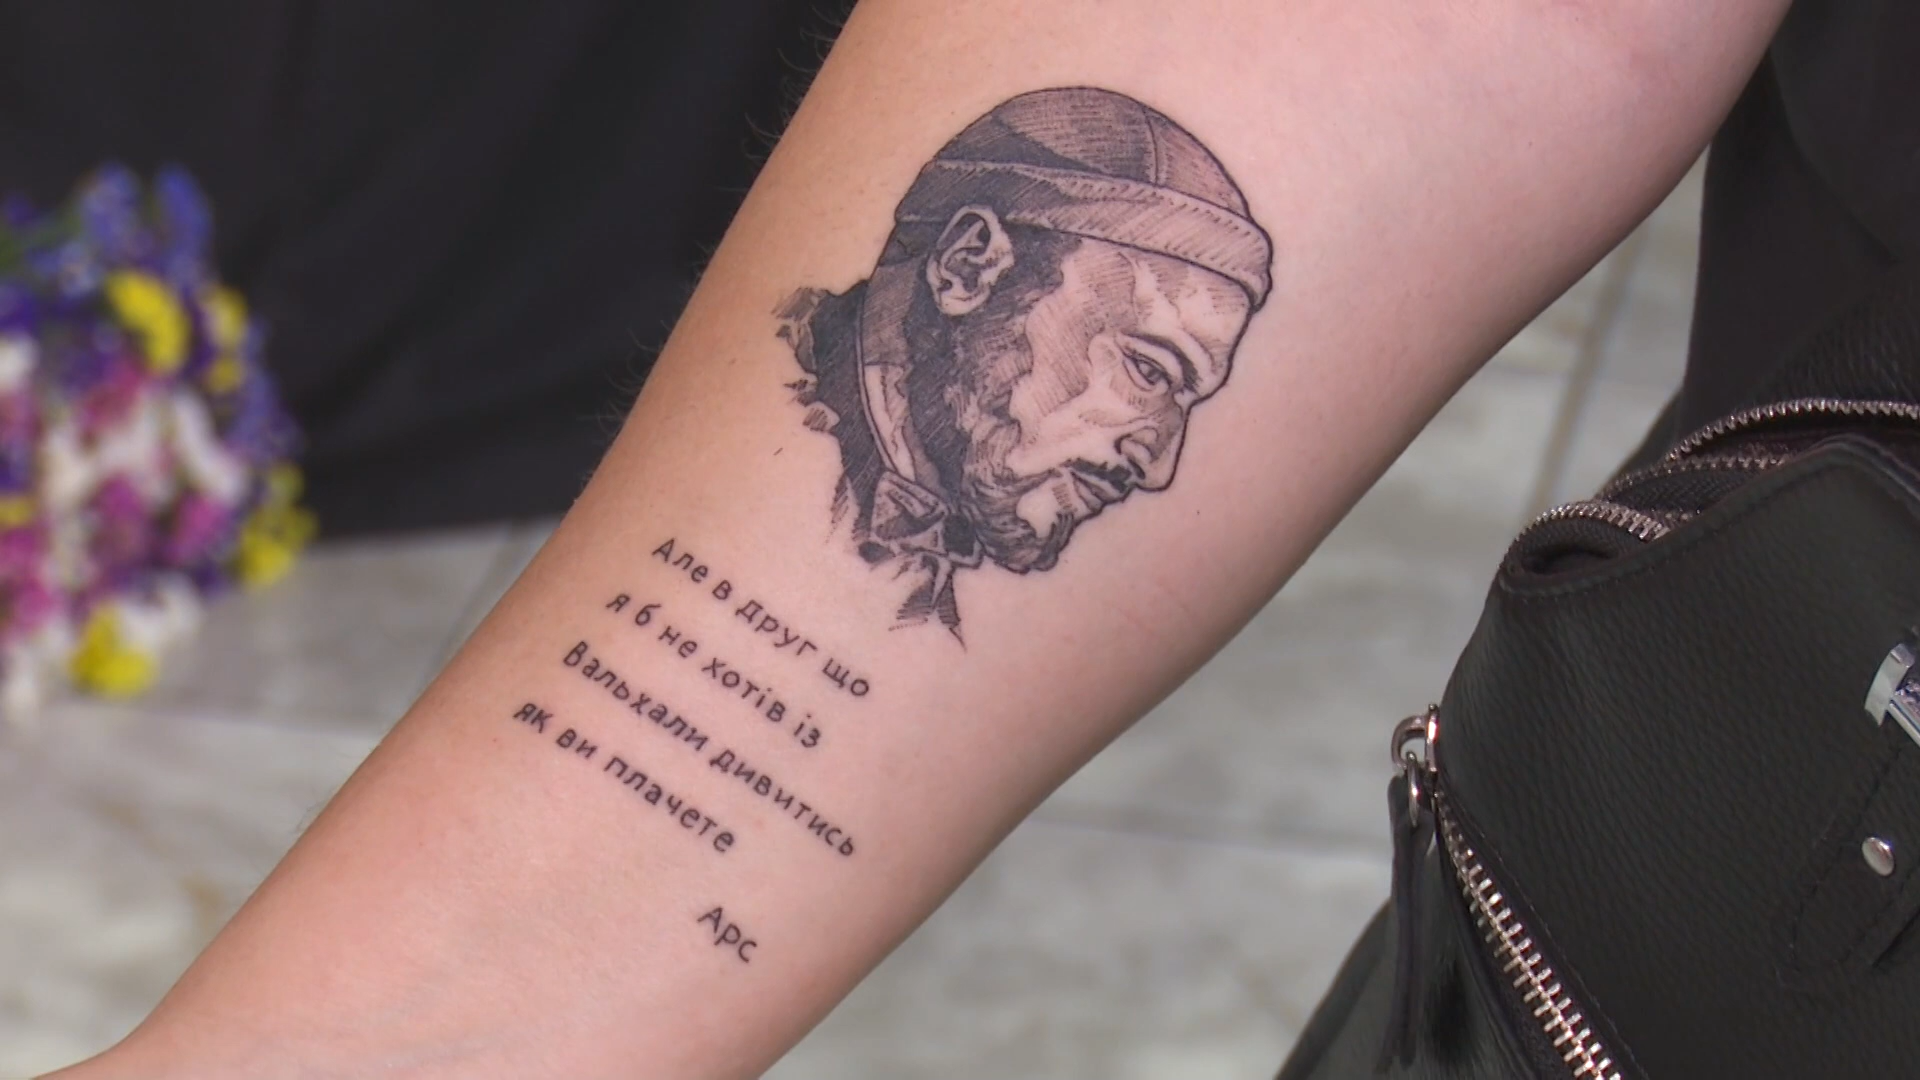 Але в друг що
я б не хотів із
Вальхали дивитись
як ви плачете
Арс